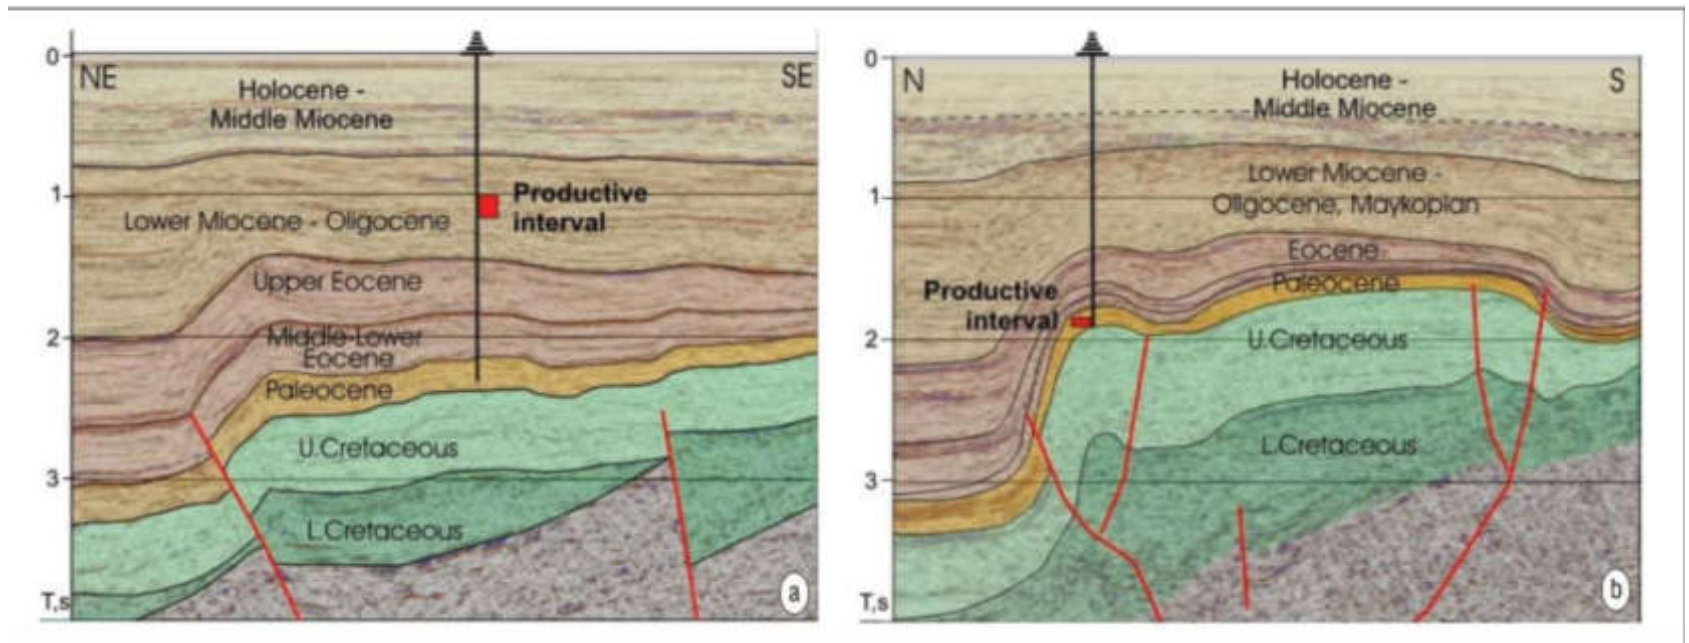 0
NE
SE
Holocene -
Middle Miocene
1
Productive
interval
Lower Miocene - Oligocene
Upper Eocene
2
Middle-Lower
Eocene
Paleocene
U.Cretaceous
3
L.Cretaceous
T,s
a
0
N
S
Holocene -
Middle Miocene
1
Lower Miocene -
Oligocene, Maykopian
Eocene
Paleocene
Productive
interval
2
U.Cretaceous
L.Cretaceous
3
T,s
b